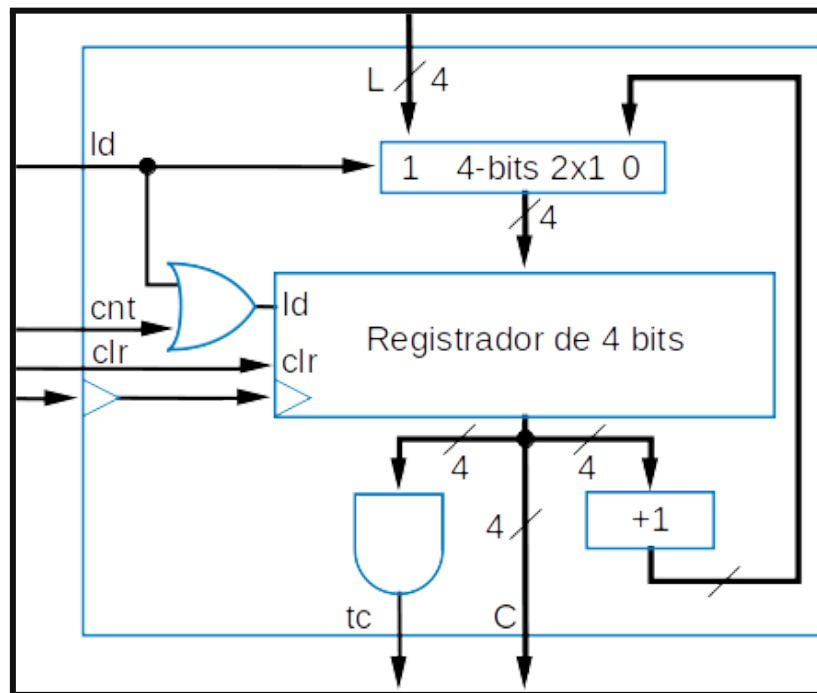 L 4
ld
1 4-bits 2x1 0
4
cnt
ld
clr
clr
Registrador de 4 bits
4
4
4
+1
tc
C